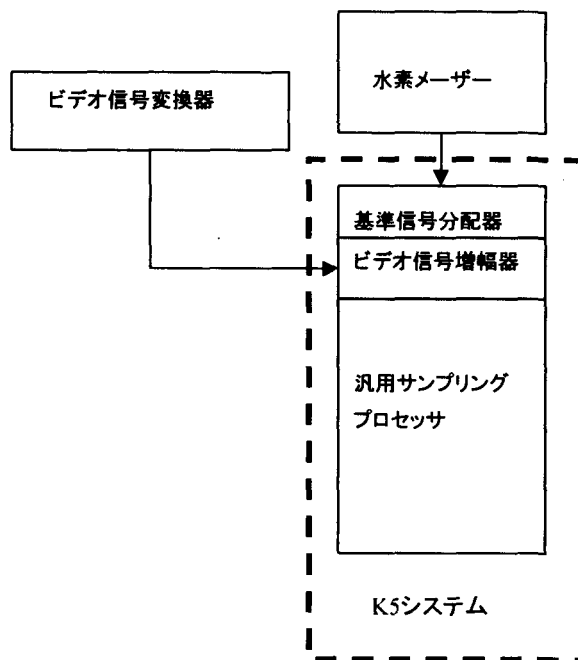 水素メーザー
ビデオ信号変換器
基準信号分配器
ビデオ信号増幅器
汎用サンプリング
プロセッサ
K5システム